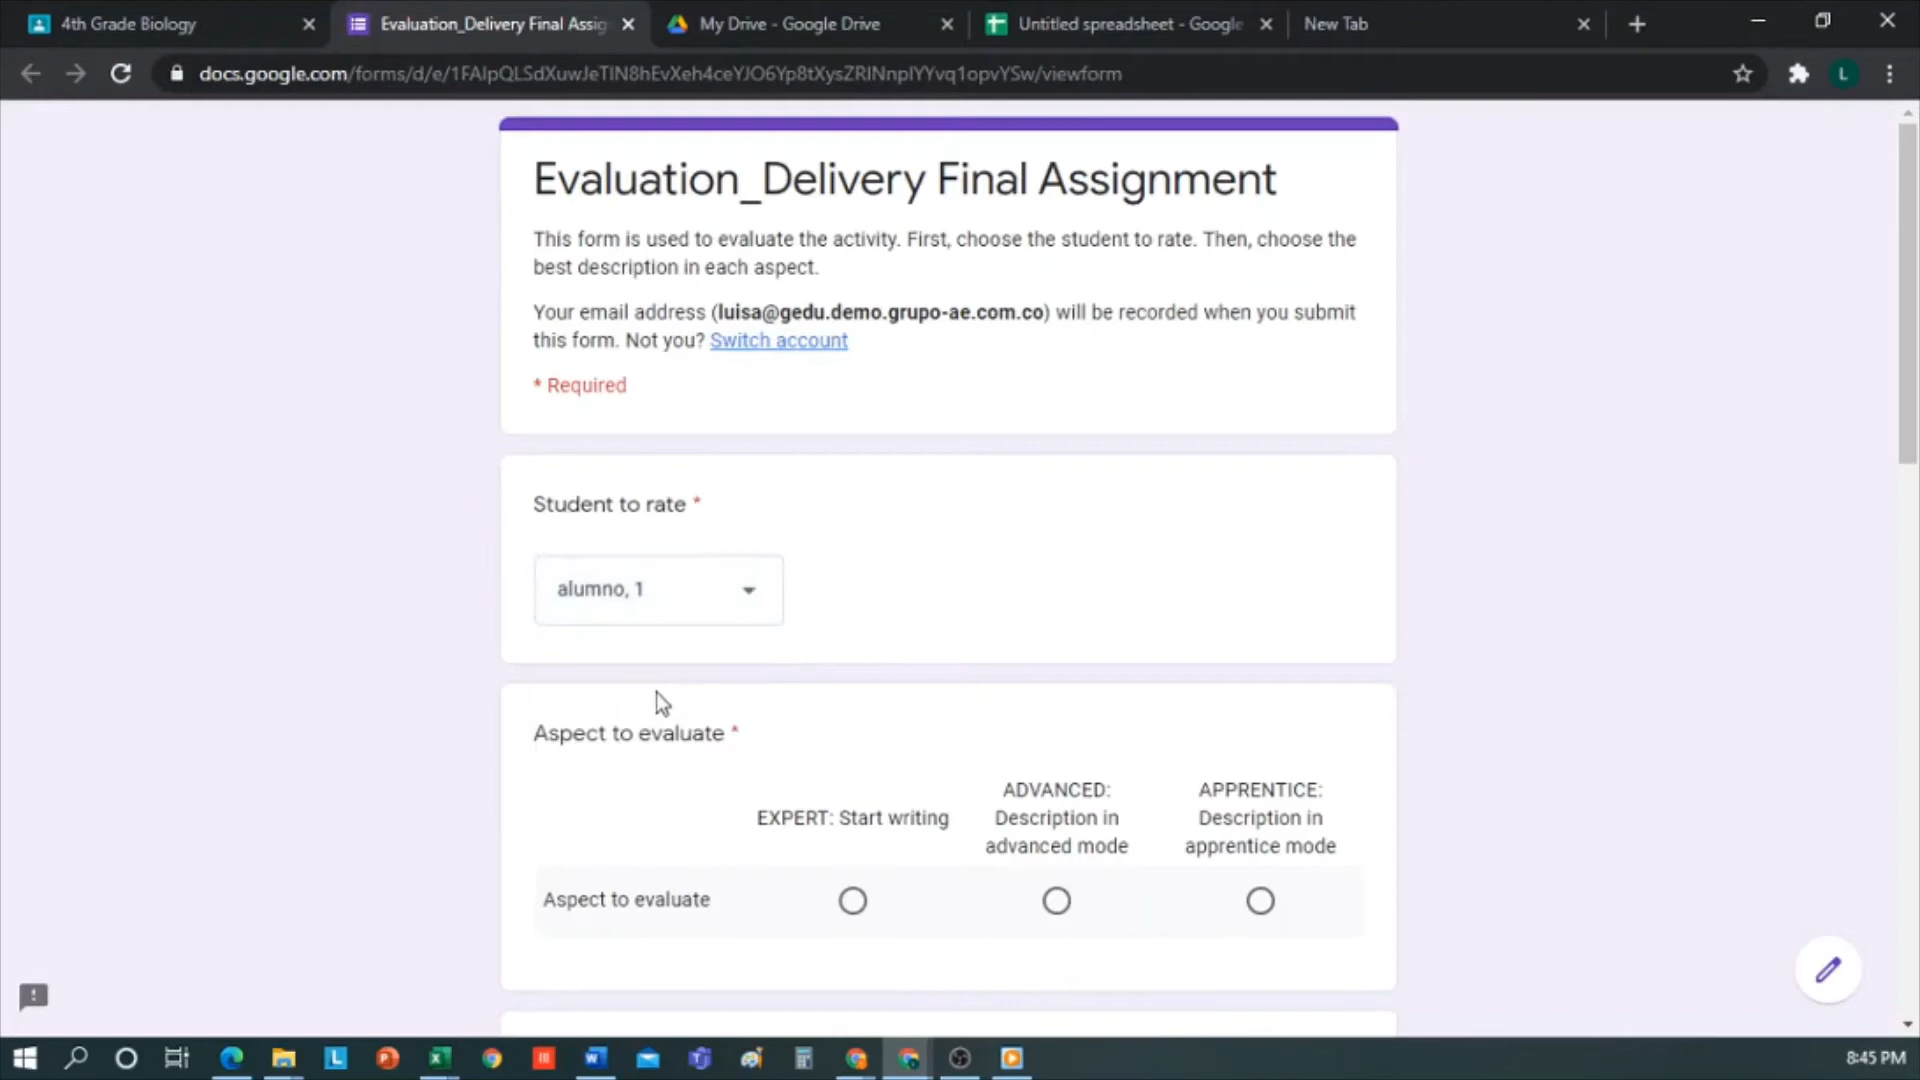 4th Grade Biology
Evaluation_Delivery Final Assig
My Drive - Google Drive
Untitled spreadsheet - Google
New Tab
docs.google.com/forms/d/e/1FAIpQLSdXuwJeTIN8hEvXeh4ceYJO6Yp8tXysZRINnpIYYvq1opvYSw/viewform
L
Evaluation_Delivery Final Assignment
This form is used to evaluate the activity. First, choose the student to rate. Then, choose the
best description in each aspect.
Your email address (luisa@gedu.demo.grupo-ae.com.co) will be recorded when you submit
this form. Not you? Switch account
* Required
Student to rate *
alumno, 1
Aspect to evaluate *
EXPERT: Start writing
ADVANCED:
Description in
advanced mode
APPRENTICE:
Description in
apprentice mode
Aspect to evaluate
8:45 PM